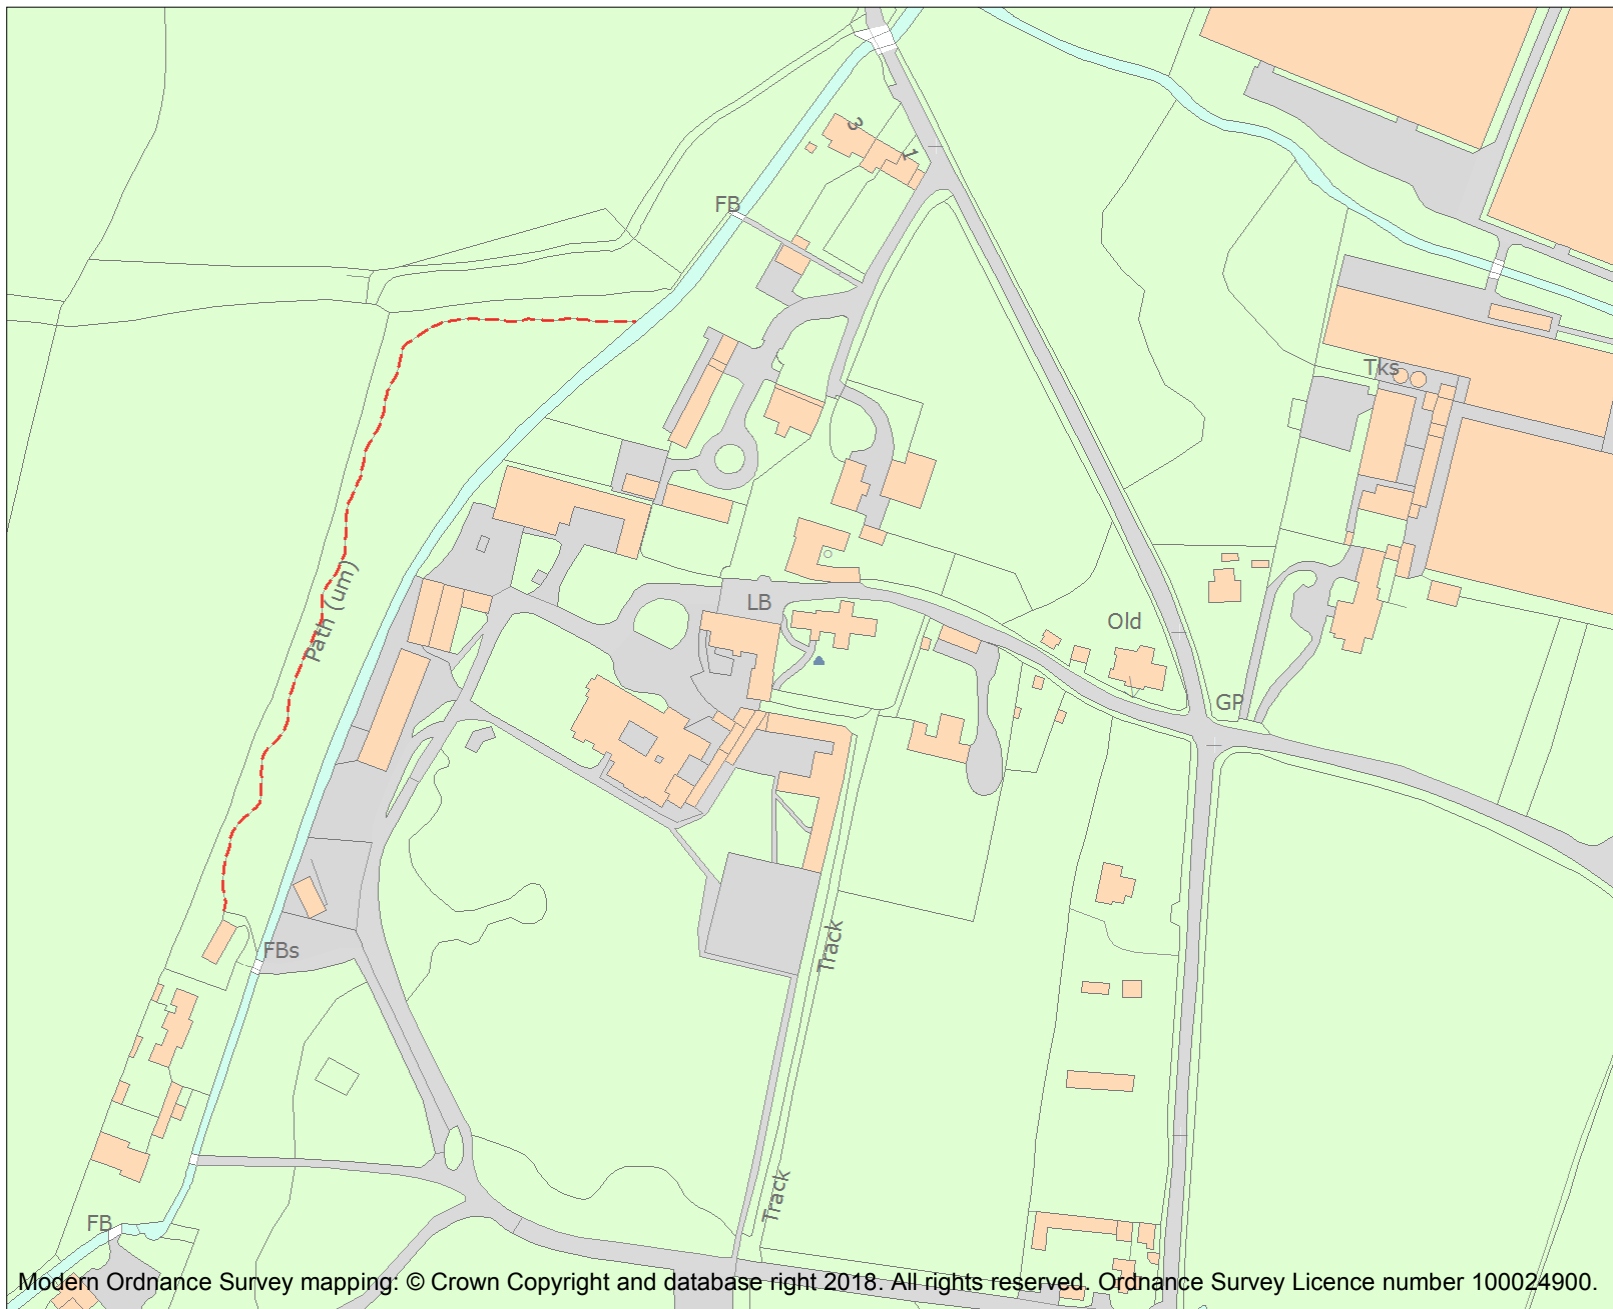 3
1
FB
Tks
LB
Path (um)
Old
GP
FBs
Track
Track
FB
Modern Ordnance Survey mapping: © Crown Copyright and database right 2018. All rights reserved. Ordnance Survey Licence number 100024900.